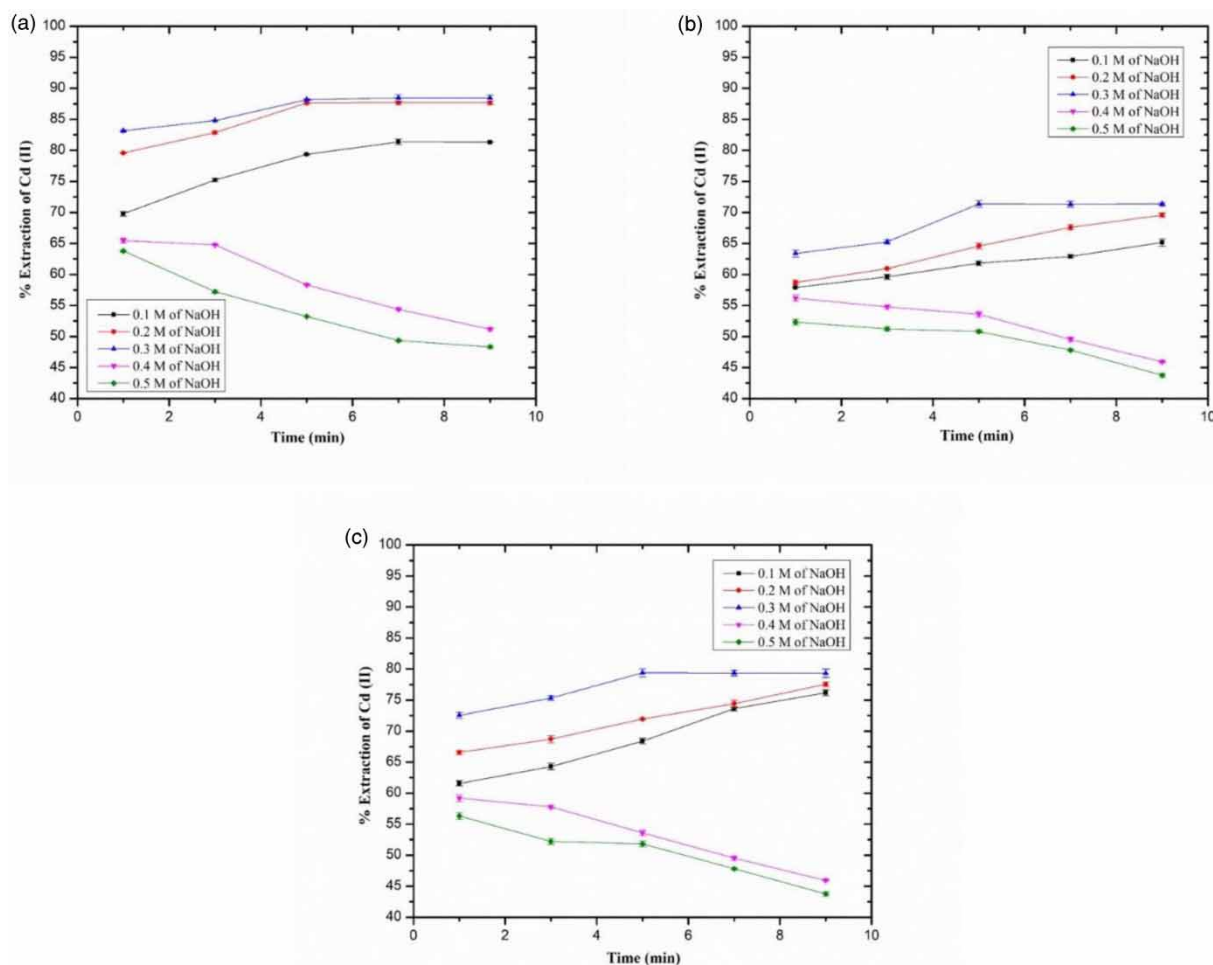 (a)
100
95
90
85
80
75
70
65
60
55
50
45
40
% Extraction of Cd (II)
0.1 M of NaOH
0.2 M of NaOH
0.3 M of NaOH
0.4 M of NaOH
0.5 M of NaOH
0 2 4 6 8 10
Time (min)
(b)
100
95
90
85
80
75
70
65
60
55
50
45
40
% Extraction of Cd (II)
0.1 M of NaOH
0.2 M of NaOH
0.3 M of NaOH
0.4 M of NaOH
0.5 M of NaOH
0 2 4 6 8 10
Time (min)
(c)
100
95
90
85
80
75
70
65
60
55
50
45
40
% Extraction of Cd (II)
0.1 M of NaOH
0.2 M of NaOH
0.3 M of NaOH
0.4 M of NaOH
0.5 M of NaOH
0 2 4 6 8 10
Time (min)